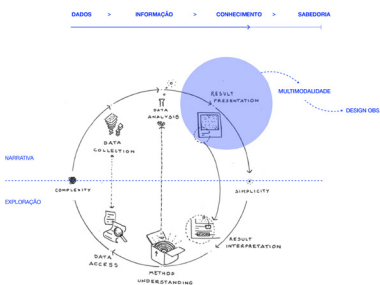 DADOS > INFORMAÇÃO > CONHECIMENTO > SABEDORIA
RESULT
PRESENTATION
MULTIMODALIDADE
DESIGN OBS
DATA
ANALYSIS
DATA
COLLECTION
NARRATIVA
COMPLEXITY
SIMPLICITY
EXPLORAÇÃO
RESULT
INTERPRETATION
DATA
ACCESS
METHOD
UNDERSTANDING